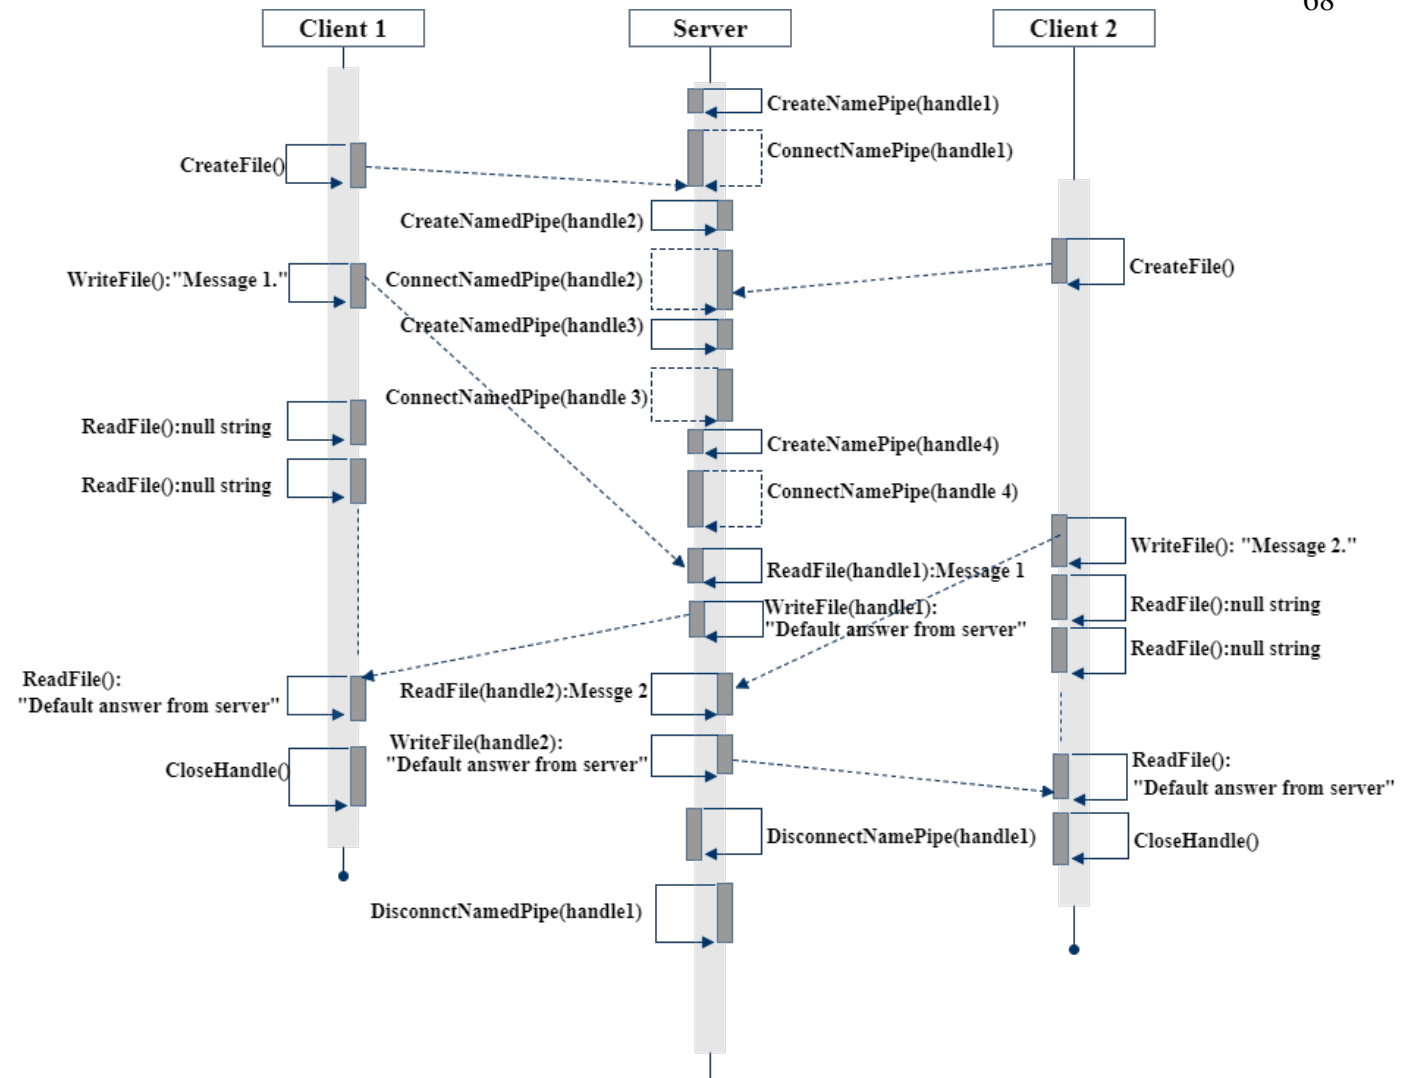 68
Client 1
Server
Client 2
CreateNamePipe(handle1)
ConnectNamePipe(handle1)
CreateFile()
CreateNamedPipe(handle2)
CreateFile()
WriteFile():"Message 1."
ConnectNamedPipe(handle2)
CreateNamedPipe(handle3)
ConnectNamedPipe(handle 3)
ReadFile():null string
CreateNamePipe(handle4)
ReadFile():null string
ConnectNamePipe(handle 4)
WriteFile(): "Message 2."
ReadFile(handle1):Message 1
ReadFile():null string
WriteFile(handle1):
"Default answer from server"
ReadFile():null string
ReadFile():
"Default answer from server"
ReadFile(handle2):Messge 2
WriteFile(handle2):
"Default answer from server"
ReadFile():
"Default answer from server"
CloseHandle()
DisconnectNamePipe(handle1)
CloseHandle()
DisconnctNamedPipe(handle1)